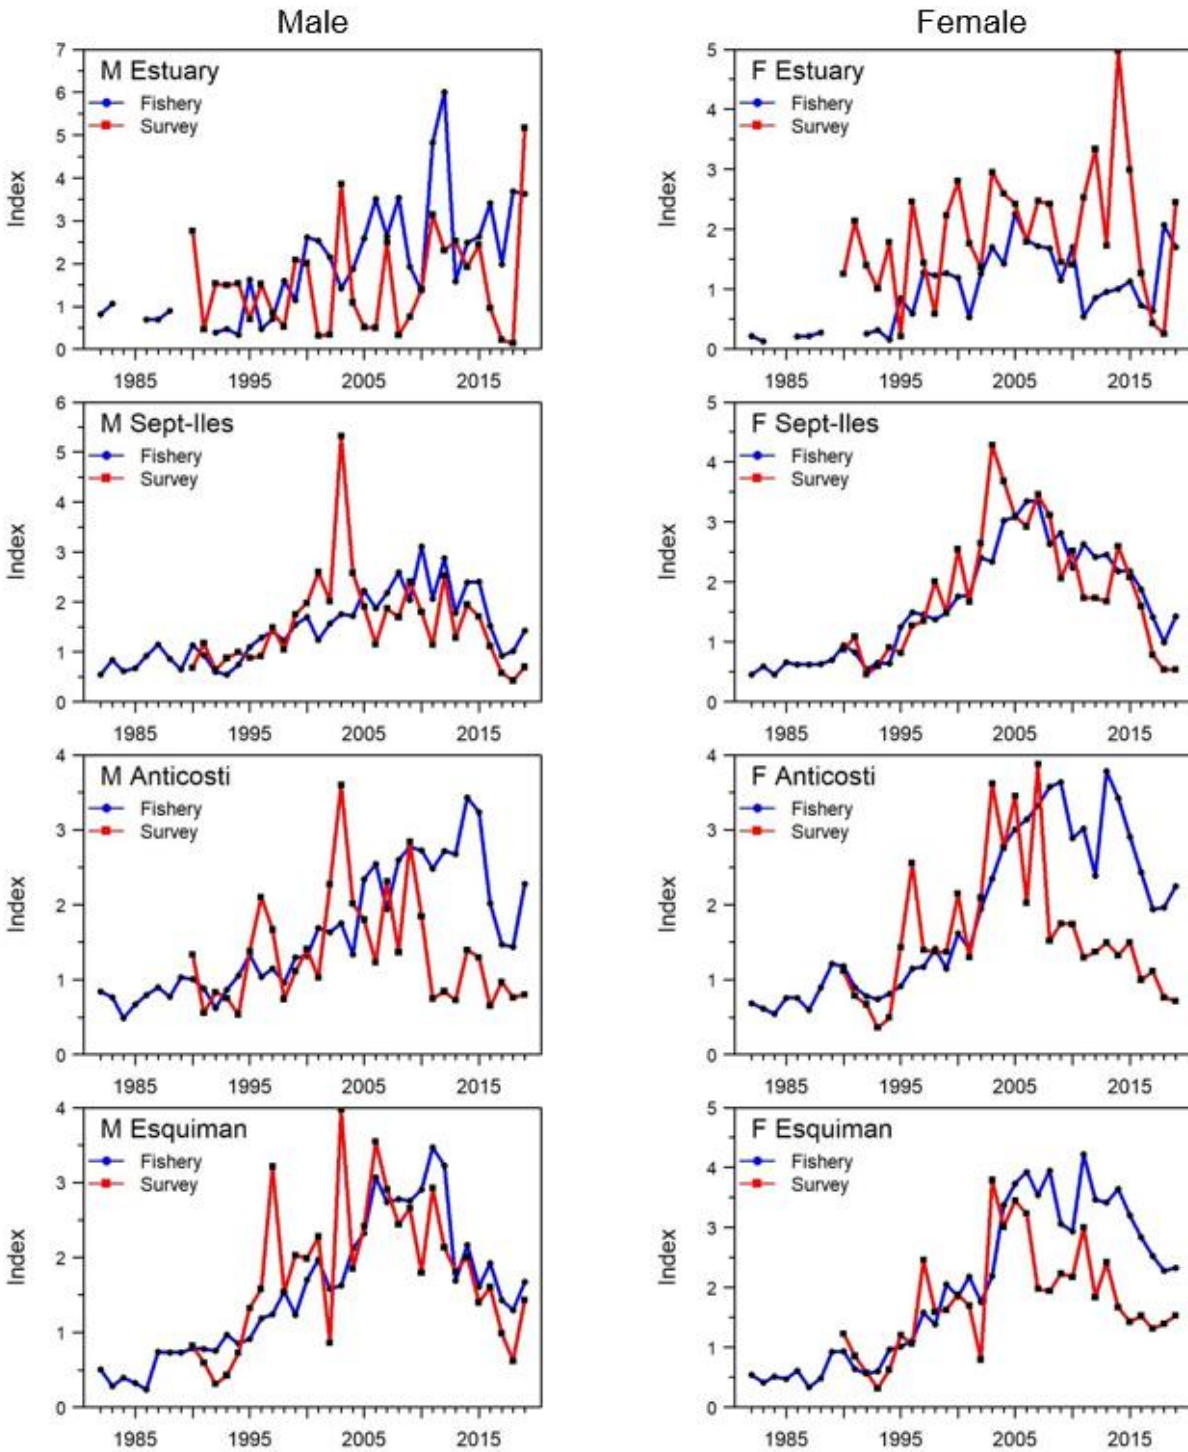 Male Female
M Estuary
Fishery
Survey
Index
7
6
5
4
3
2
1
0
1985 1995 2005 2015
F Estuary
Fishery
Survey
Index
5
4
3
2
1
0
1985 1995 2005 2015
M Sept-Iles
Fishery
Survey
Index
6
5
4
3
2
1
0
1985 1995 2005 2015
F Sept-Iles
Fishery
Survey
Index
5
4
3
2
1
0
1985 1995 2005 2015
M Anticosti
Fishery
Survey
Index
4
3
2
1
0
1985 1995 2005 2015
F Anticosti
Fishery
Survey
Index
4
3
2
1
0
1985 1995 2005 2015
M Esquiman
Fishery
Survey
Index
4
3
2
1
0
1985 1995 2005 2015
F Esquiman
Fishery
Survey
Index
5
4
3
2
1
0
1985 1995 2005 2015